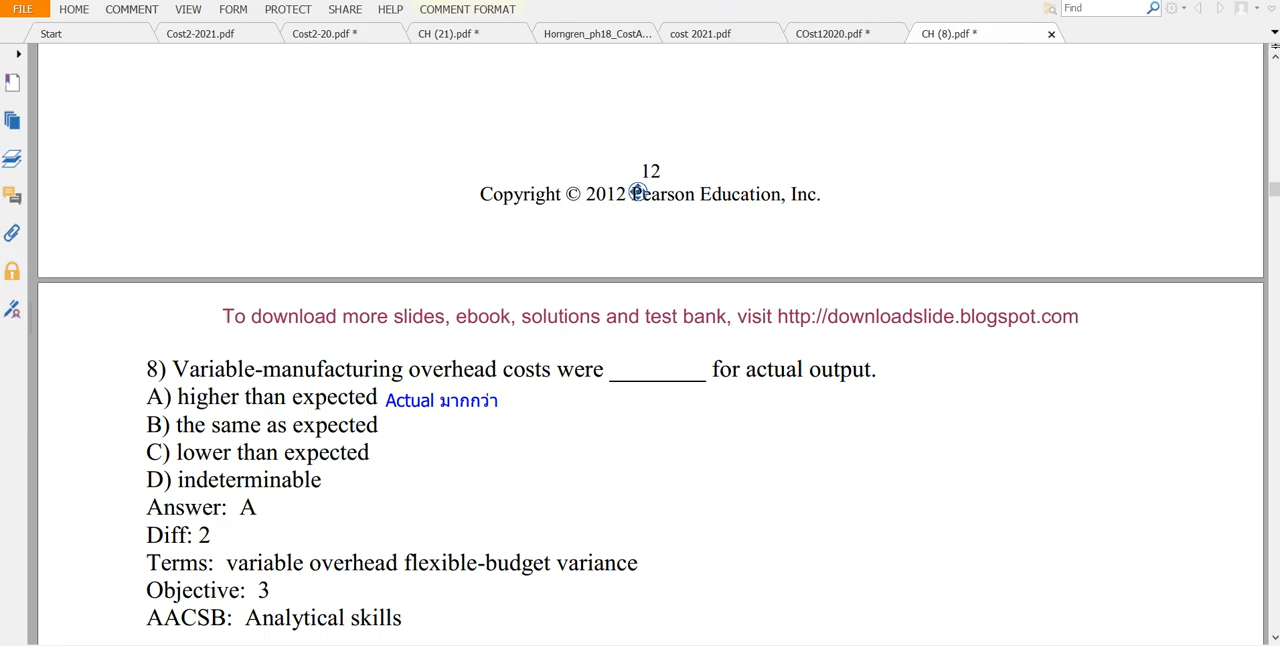 FILE HOME COMMENT VIEW FORM PROTECT SHARE HELP COMMENT FORMAT Find
Start Cost2-2021.pdf Cost2-20.pdf * CH (21).pdf * Horngren_ph18_CostA... cost 2021.pdf COst12020.pdf * CH (8).pdf *
12
Copyright © 2012 Pearson Education, Inc.
To download more slides, ebook, solutions and test bank, visit http://downloadslide.blogspot.com
8) Variable-manufacturing overhead costs were ________ for actual output.
A) higher than expected Actual มากกว่า
B) the same as expected
C) lower than expected
D) indeterminable
Answer: A
Diff: 2
Terms: variable overhead flexible-budget variance
Objective: 3
AACSB: Analytical skills